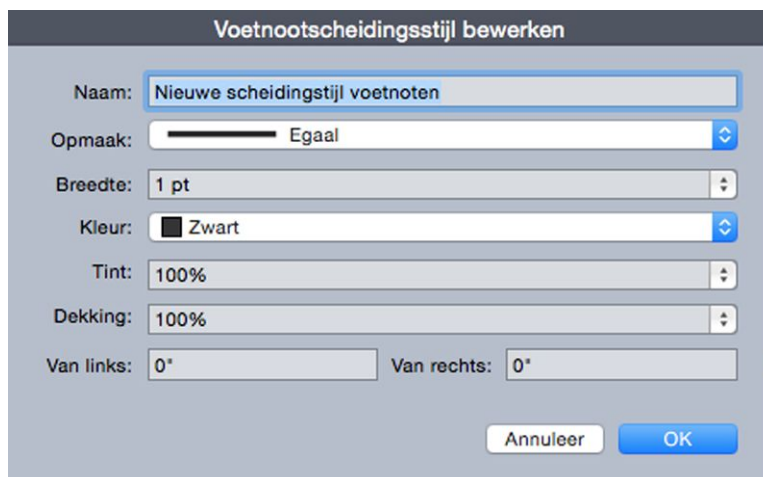 Voetnootscheidingsstijl bewerken
Naam: Nieuwe scheidingstijl voetnoten
Opmaak: Egaal
Breedte: 1 pt
Kleur: Zwart
Tint: 100%
Dekking: 100%
Van links: 0" Van rechts: 0"
Annuleer OK